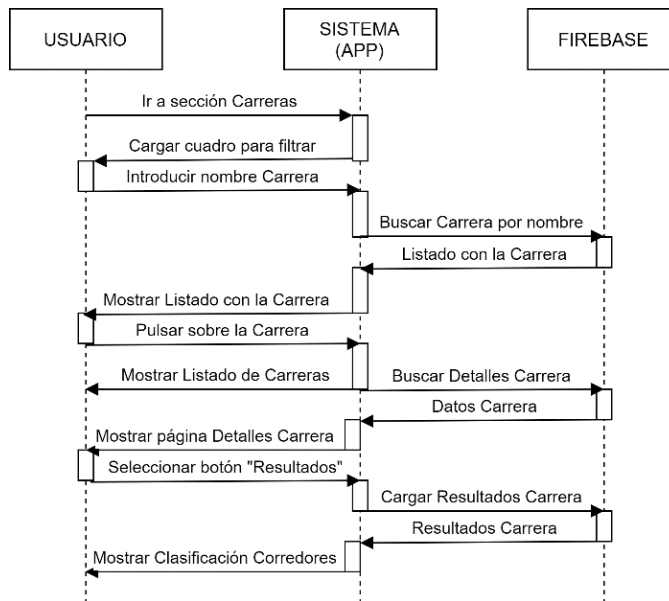 USUARIO
SISTEMA
(APP)
FIREBASE
Ir a sección Carreras
Cargar cuadro para filtrar
Introducir nombre Carrera
Buscar Carrera por nombre
Listado con la Carrera
Mostrar Listado con la Carrera
Pulsar sobre la Carrera
Mostrar Listado de Carreras
Buscar Detalles Carrera
Datos Carrera
Mostrar página Detalles Carrera
Seleccionar botón "Resultados"
Cargar Resultados Carrera
Resultados Carrera
Mostrar Clasificación Corredores